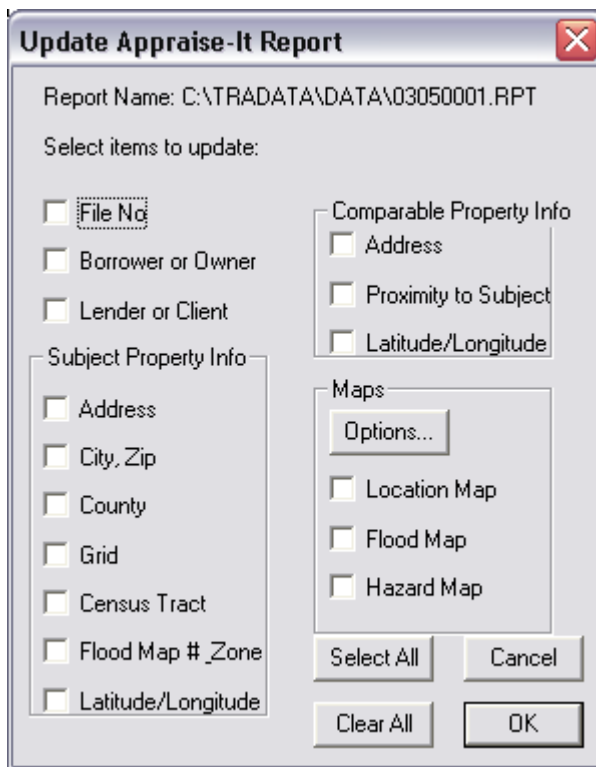 Update Appraise-It Report
Report Name: C:\TRADATA\DATA\03050001.RPT
Select items to update:
File No
Borrower or Owner
Lender or Client
Subject Property Info
Address
City, Zip
County
Grid
Census Tract
Flood Map # _Zone
Latitude/Longitude
Comparable Property Info
Address
Proximity to Subject
Latitude/Longitude
Maps
Options...
Location Map
Flood Map
Hazard Map
Select All
Cancel
Clear All
OK